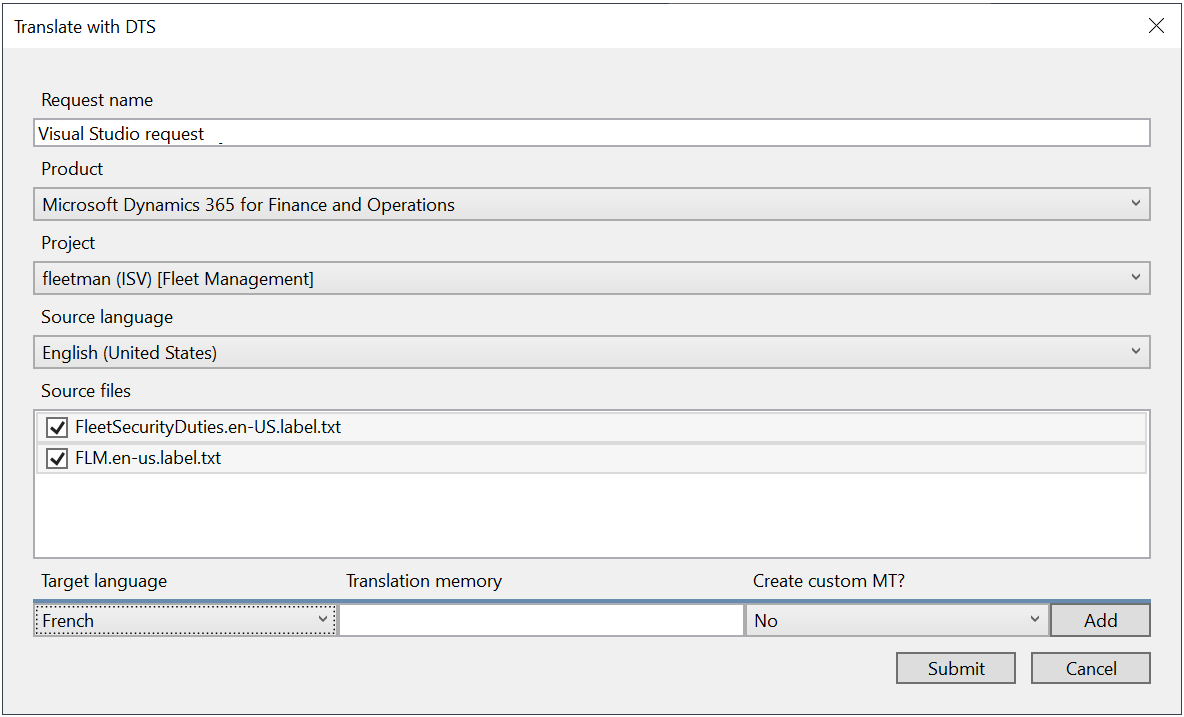 Translate with DTS
Request name
Visual Studio request
Product
Microsoft Dynamics 365 for Finance and Operations
Project
fleetman (ISV) [Fleet Management]
Source language
English (United States)
Source files
FleetSecurityDuties.en-US.label.txt
FLM.en-us.label.txt
Target language Translation memory Create custom MT?
French No Add
Submit Cancel